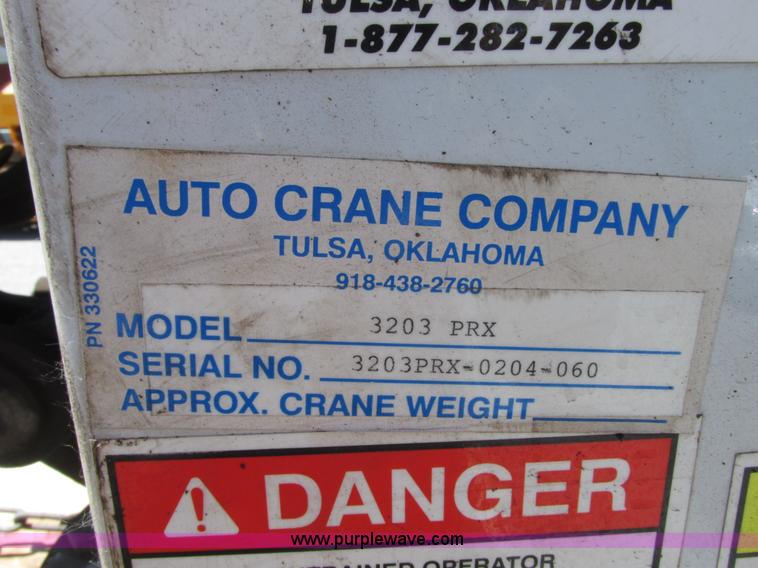 TULSA, OKLAHOMA
1-877-282-7263
AUTO CRANE COMPANY
TULSA, OKLAHOMA
918-438-2760
PN 330622
MODEL 3203 PRX
SERIAL NO. 3203PRX-0204-060
APPROX. CRANE WEIGHT
DANGER
www.purplewave.com
OPERATOR